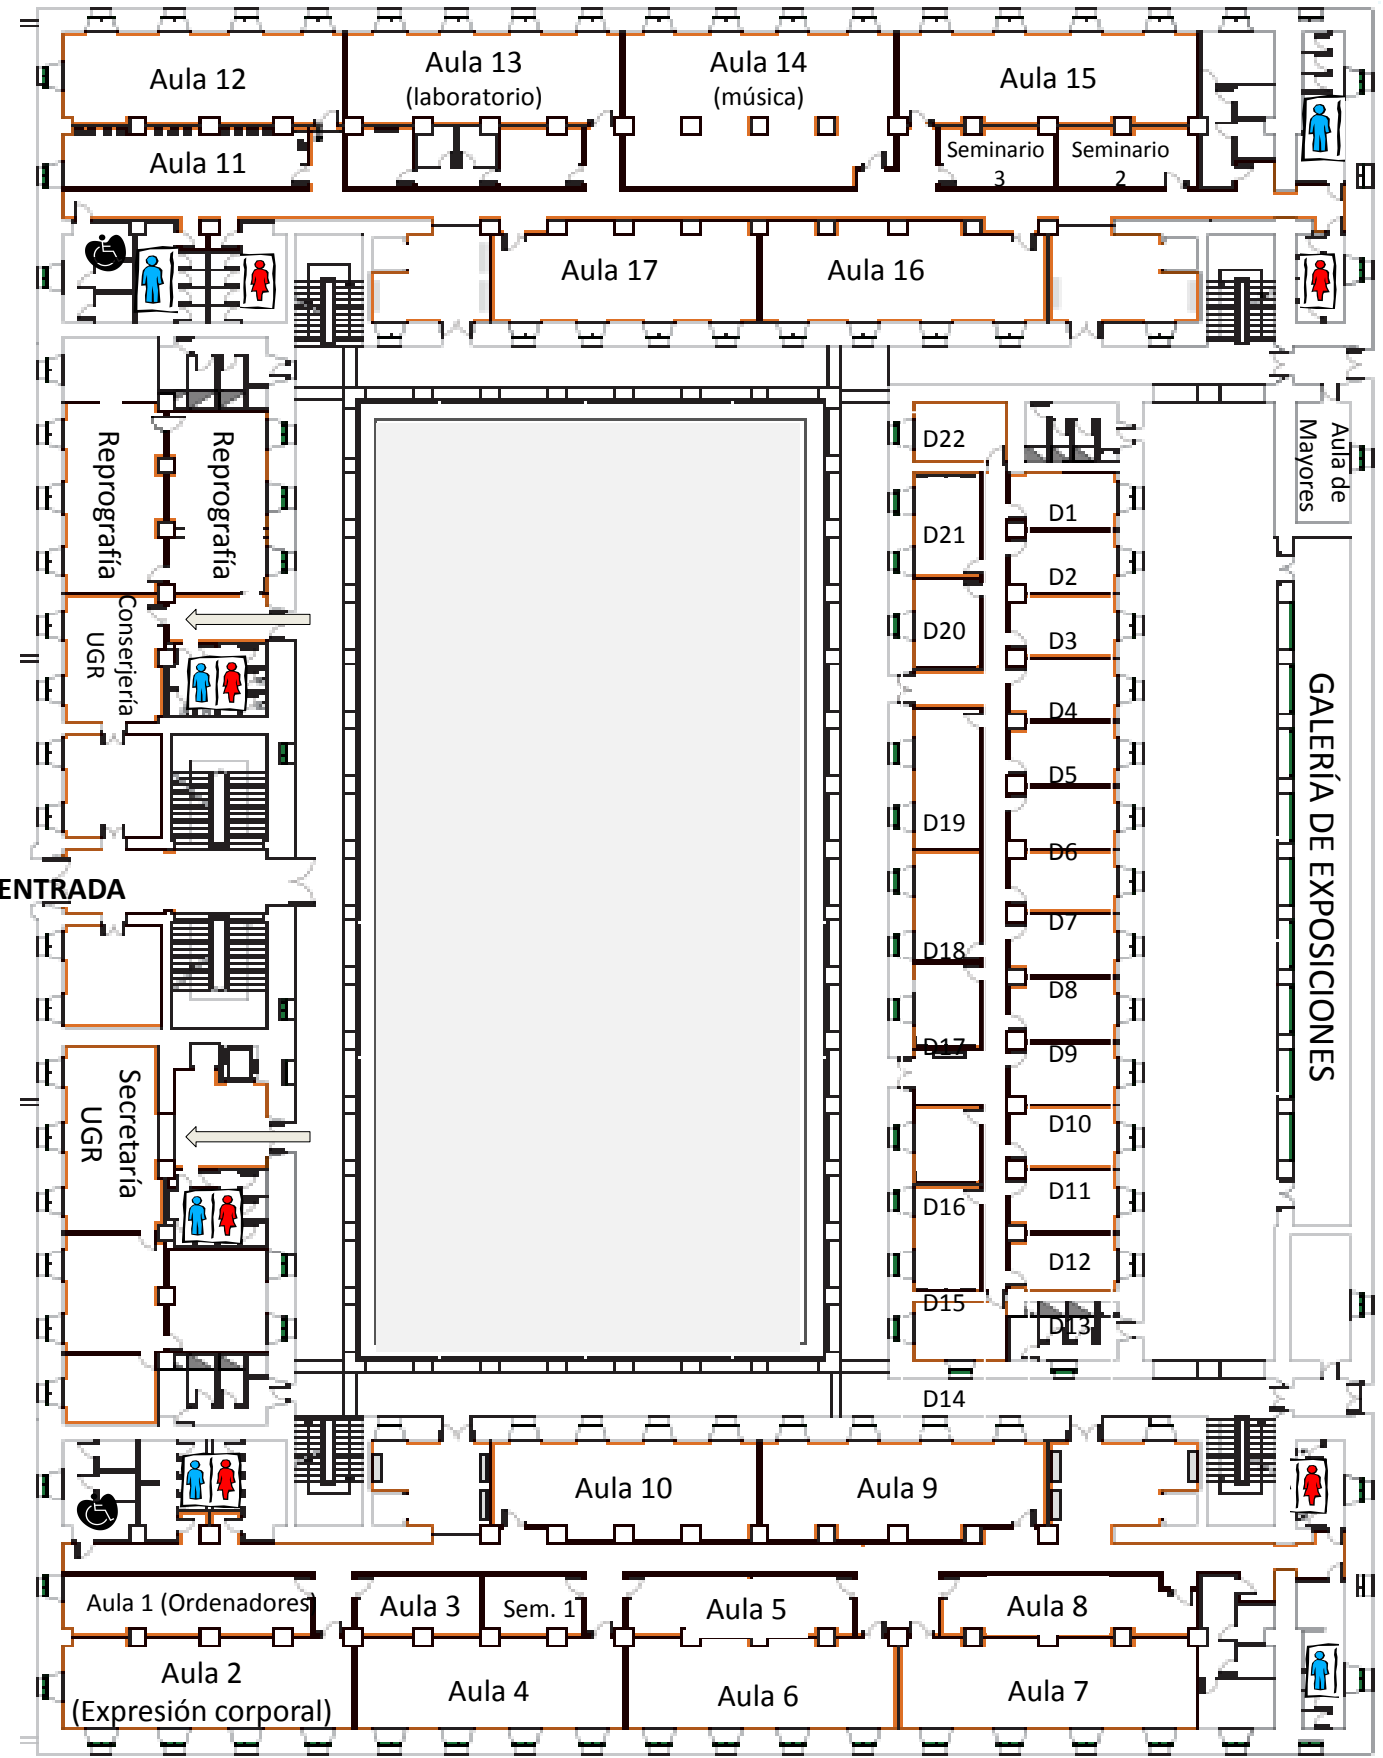 Aula 12
Aula 13
(laboratorio)
Aula 14
(música)
Aula 15
Aula 11
Seminario
3
Seminario
2
Aula 17
Aula 16
Reprografía
Reprografía
Conserjería
UGR
D22
D21
D20
D19
D18
D17
D16
D15
D14
D1
D2
D3
D4
D5
D6
D7
D8
D9
D10
D11
D12
D13
Aula de
Mayores
GALERÍA DE EXPOSICIONES
ENTRADA
Secretaría
UGR
Aula 10
Aula 9
Aula 1 (Ordenadores)
Aula 3
Sem. 1
Aula 5
Aula 8
Aula 2
(Expresión corporal)
Aula 4
Aula 6
Aula 7